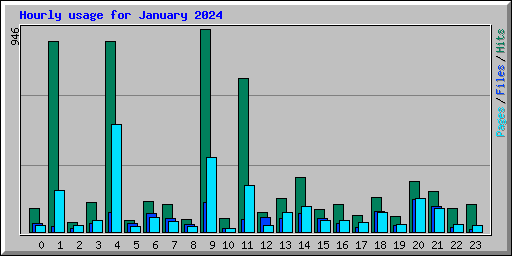 Hourly usage for January 2024
946
Pages/Files/Hits
0 1 2 3 4 5 6 7 8 9 10 11 12 13 14 15 16 17 18 19 20 21 22 23